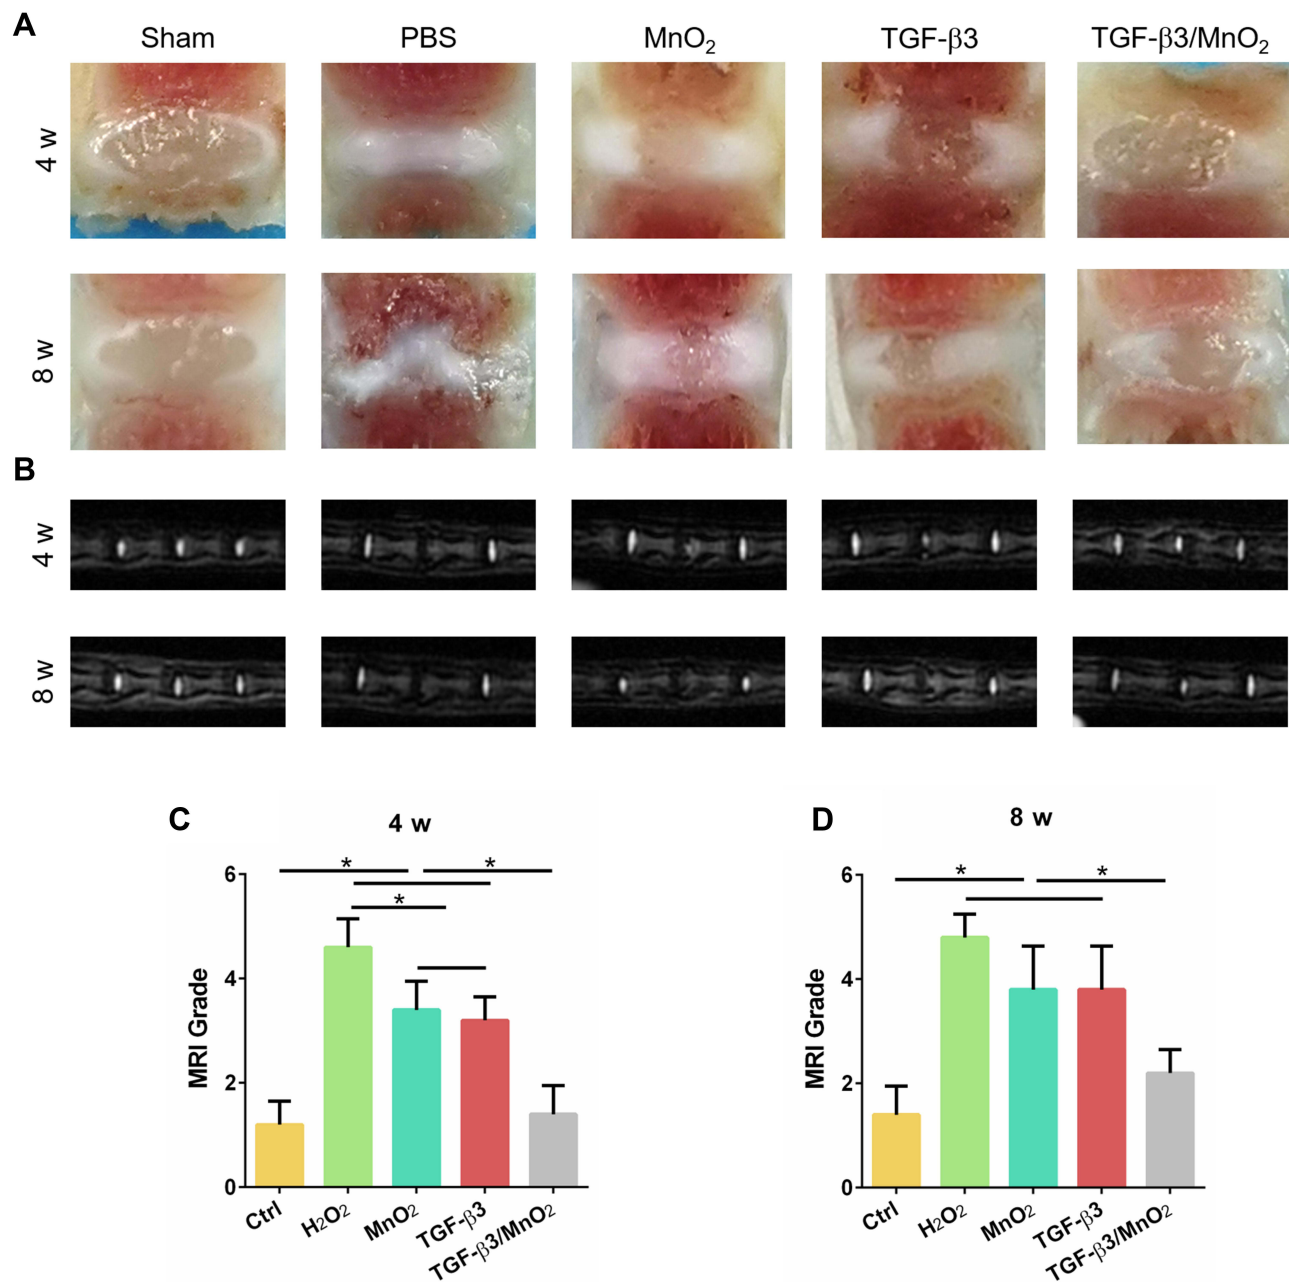 A
Sham PBS MnO₂ TGF-β3 TGF-β3/MnO₂
4 w
8 w
B
4 w
8 w
C
4 w
*
*
*
6
4
2
0
MRI Grade
Ctrl H₂O₂ MnO₂ TGF-β3 TGF-β3/MnO₂
D
8 w
*
*
6
4
2
0
MRI Grade
Ctrl H₂O₂ MnO₂ TGF-β3 TGF-β3/MnO₂